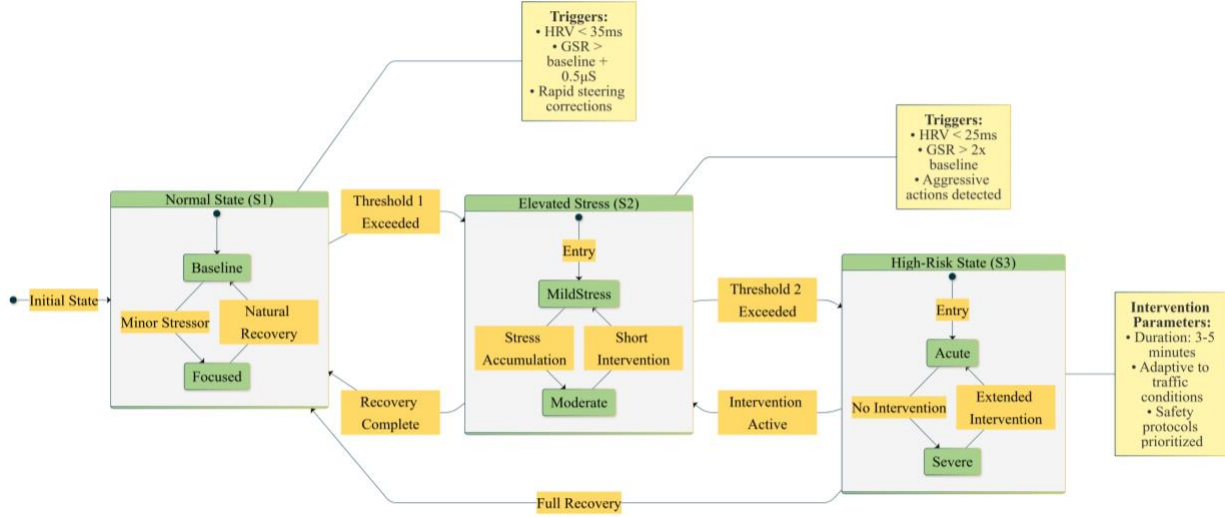 Triggers:
• HRV < 35ms
• GSR >
baseline +
0.5μS
• Rapid steering
corrections
Triggers:
• HRV < 25ms
• GSR > 2x
baseline
• Aggressive
actions detected
Normal State (S1)
Baseline
Minor Stressor
Natural
Recovery
Focused
Initial State
Threshold 1
Exceeded
Recovery
Complete
Elevated Stress (S2)
Entry
MildStress
Stress
Accumulation
Short
Intervention
Moderate
Threshold 2
Exceeded
Intervention
Active
High-Risk State (S3)
Entry
Acute
No Intervention
Extended
Intervention
Severe
Intervention
Parameters:
• Duration: 3-5
minutes
• Adaptive to
traffic
conditions
• Safety
protocols
prioritized
Full Recovery